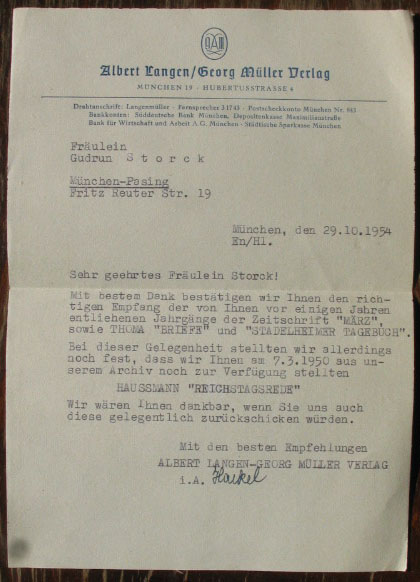 Albert Langen/Georg Müller Verlag
MÜNCHEN 19 · HUBERTUSSTRASSE 4
Drahtanschrift: Langenmüller · Fernsprecher 3 17 43 · Postscheckkonto München Nr. 985
Bankkonten: Süddeutsche Bank München, Depositenkasse Maximilianstraße
Bank für Wirtschaft und Arbeit A.G. München · Städtische Sparkasse München
Fräulein
Gudrun Storck
München-Pasing
Fritz Reuter Str. 19
München, den 29.10.1954
En/Hl.
Sehr geehrtes Fräulein Storck!
Mit bestem Dank bestätigen wir Ihnen den rich-
tigen Empfang der von Ihnen vor einigen Jahren
entliehenen Jahrgänge der Zeitschrift "MÄRZ",
sowie THOMA "BRIEFE" und "STADELHEIMER TAGEBUCH".
Bei dieser Gelegenheit stellten wir allerdings
noch fest, dass wir Ihnen am 7.3.1950 aus un-
serem Archiv noch zur Verfügung stellten
HAUSSMANN "REICHSTAGSREDE"
Wir wären Ihnen dankbar, wenn Sie uns auch
diese gelegentlich zurückschicken würden.
Mit den besten Empfehlungen
ALBERT LANGEN-GEORG MÜLLER VERLAG
i.A.